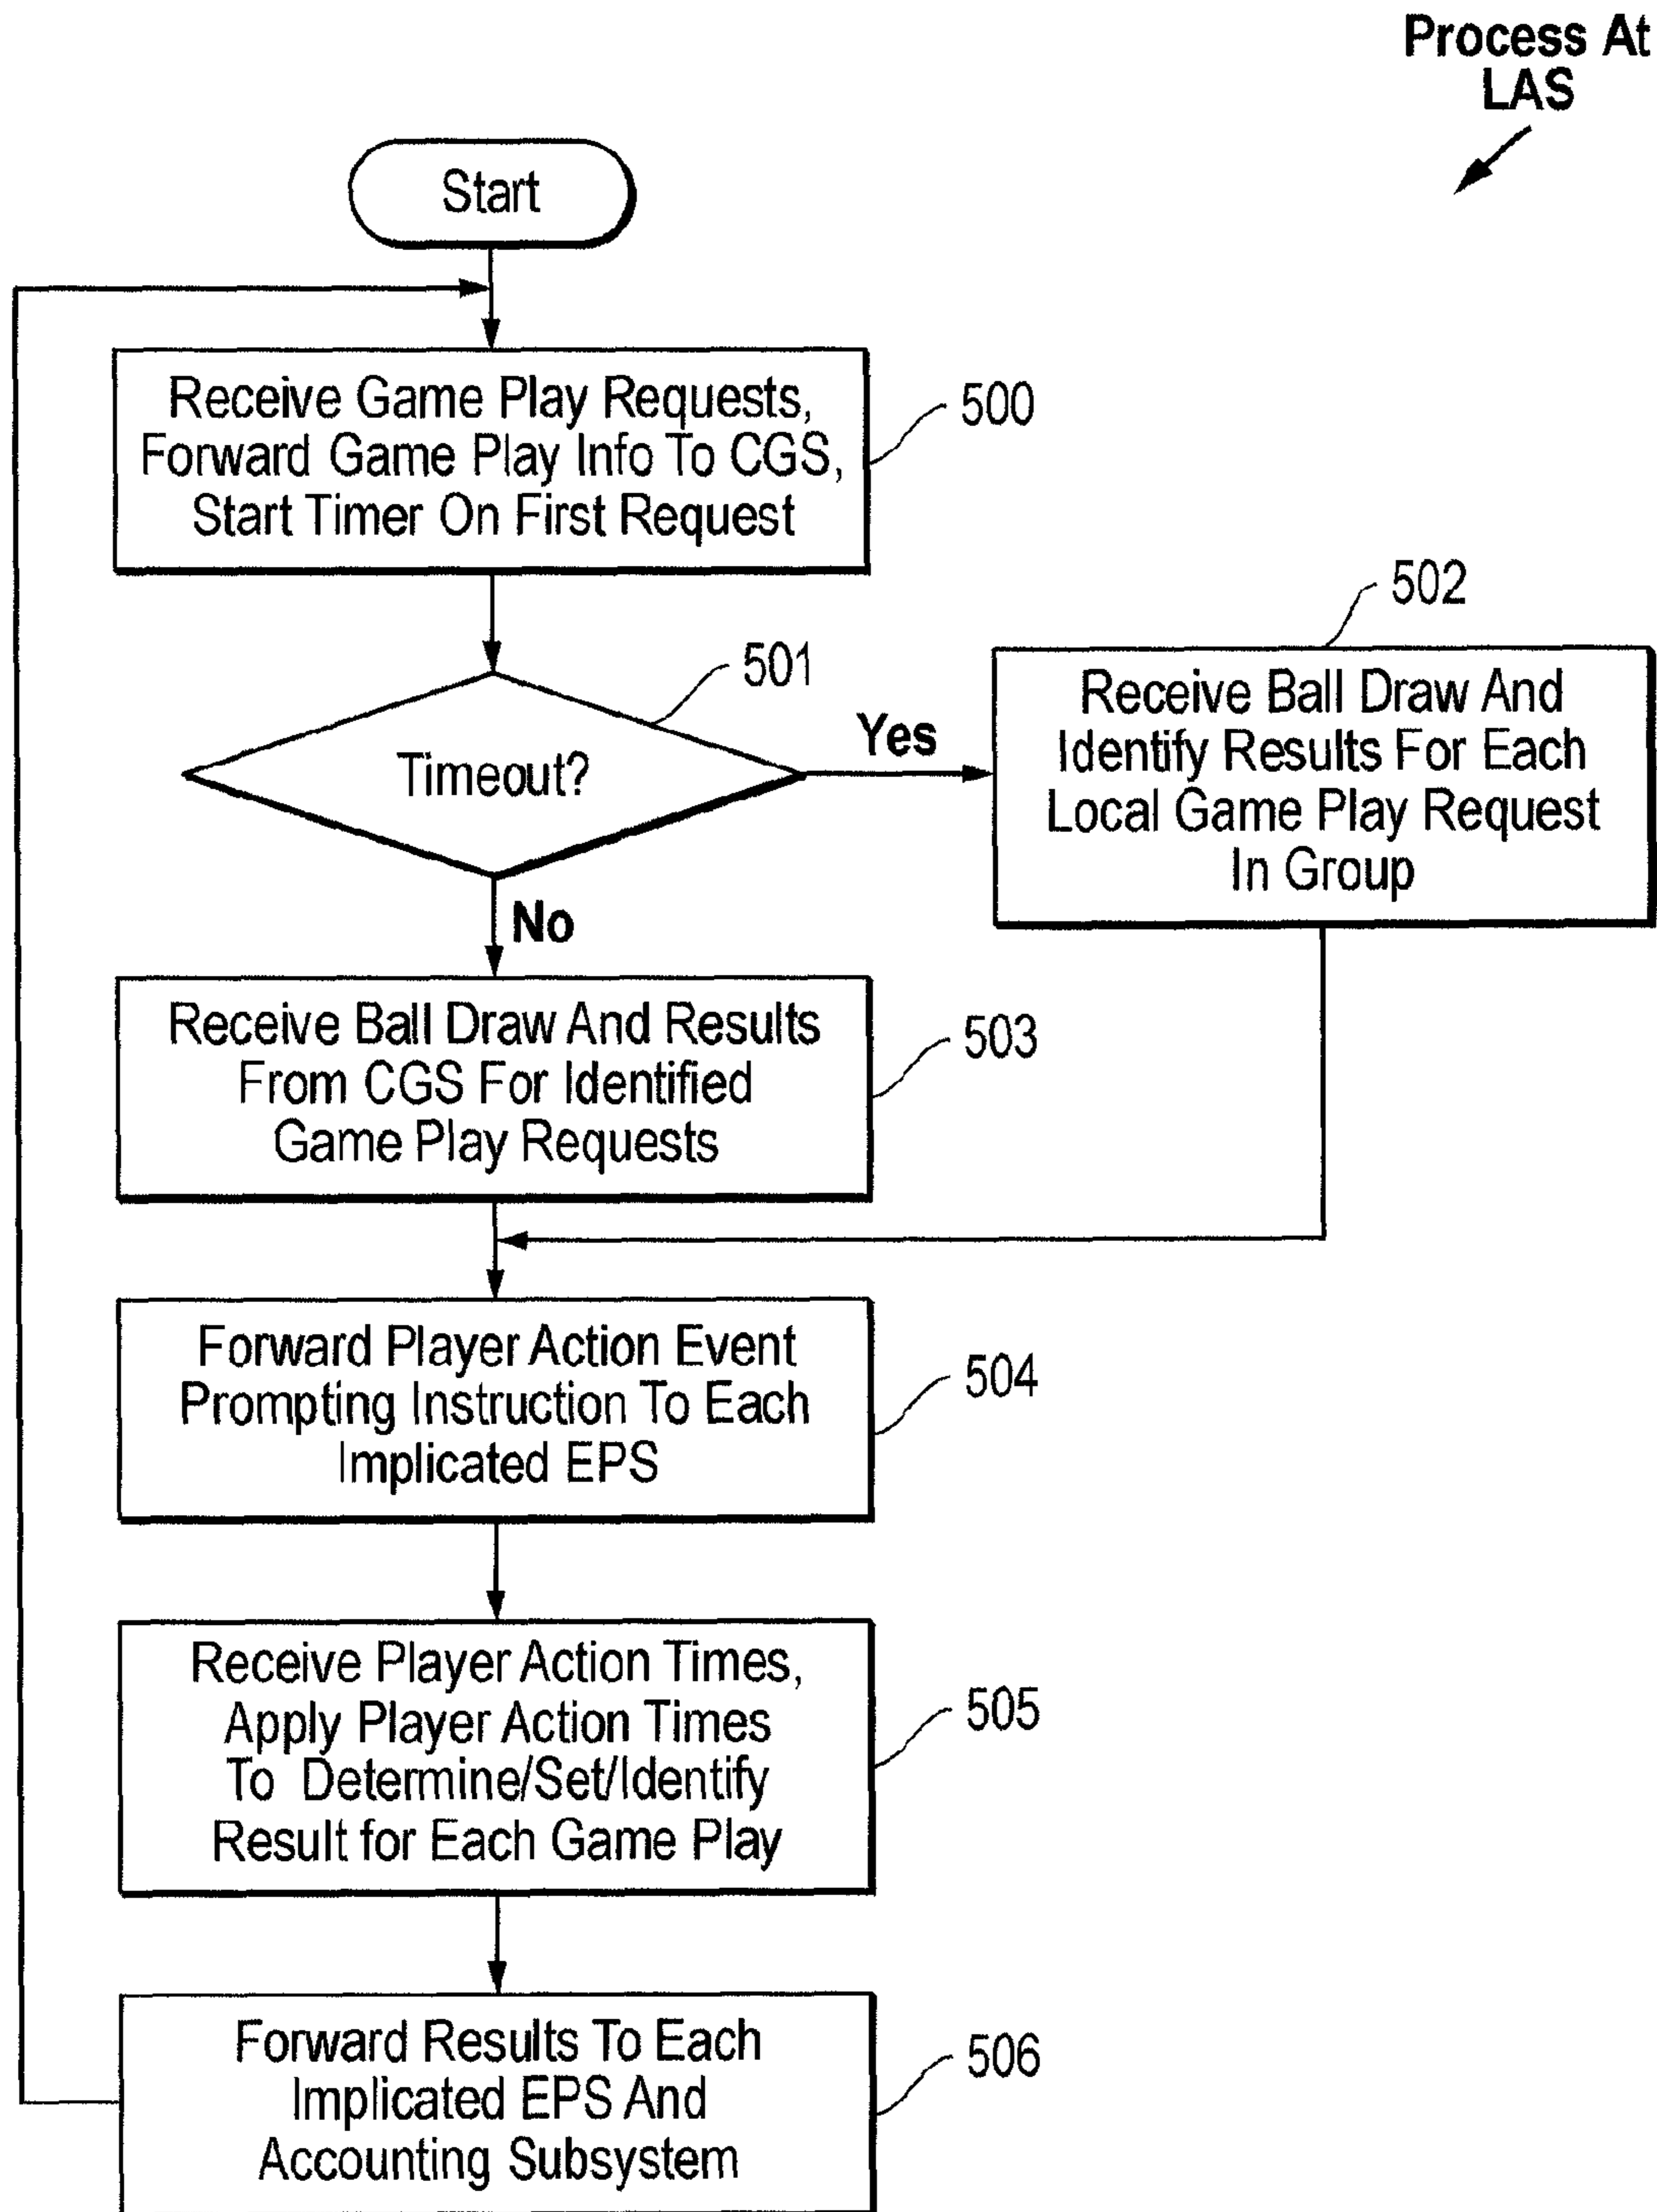 Process At
LAS
Start
Receive Game Play Requests,
Forward Game Play Info To CGS,
Start Timer On First Request
500
501
Timeout?
Yes
502
Receive Ball Draw And
Identify Results For Each
Local Game Play Request
In Group
No
Receive Ball Draw And Results
From CGS For Identified
Game Play Requests
503
Forward Player Action Event
Prompting Instruction To Each
Implicated EPS
504
Receive Player Action Times,
Apply Player Action Times
To Determine/Set/Identify
Result for Each Game Play
505
Forward Results To Each
Implicated EPS And
Accounting Subsystem
506